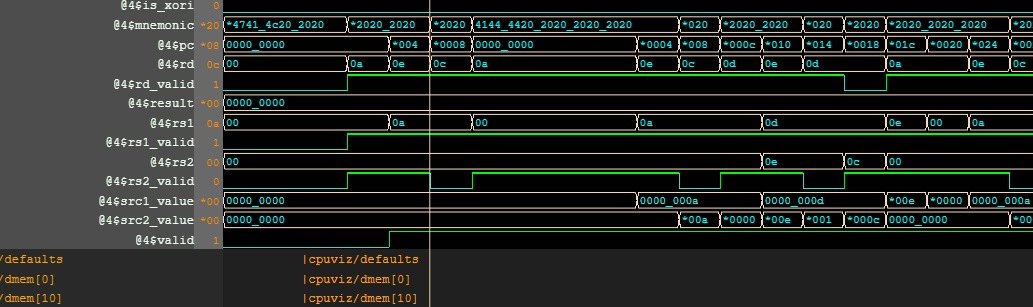 @4$is_xori 0
@4$mnemonic *20 *4741_4c20_2020 *2020_2020 *2020 4144_4420_2020_2020_2020 *020 *2020_2020 *020 *2020_2020_2020 *20
@4$pc *08 0000_0000 *004 *0008 0000_0000 *0004 *008 *000c *010 *014 *0018 *01c *0020 *024 *00
@4$rd 0c 00 0a 0e 0c 0a 0e 0c 0d 0e 0d 0a 0e 0c
@4$rd_valid 1
@4$result *00 0000_0000
@4$rs1 0a 00 0a 00 0a 0d 0e 00 0a
@4$rs1_valid 1
@4$rs2 00 00 0e 0c 00
@4$rs2_valid 0
@4$src1_value *00 0000_0000 0000_000a 0000_000d *00e *0000 0000_000a
@4$src2_value *00 0000_0000 *00a *0000 *00e *001 *000c 0000_0000 *00
@4$valid 1
/defaults |cpuviz/defaults
/dmem[0] |cpuviz/dmem[0]
/dmem[10] |cpuviz/dmem[10]